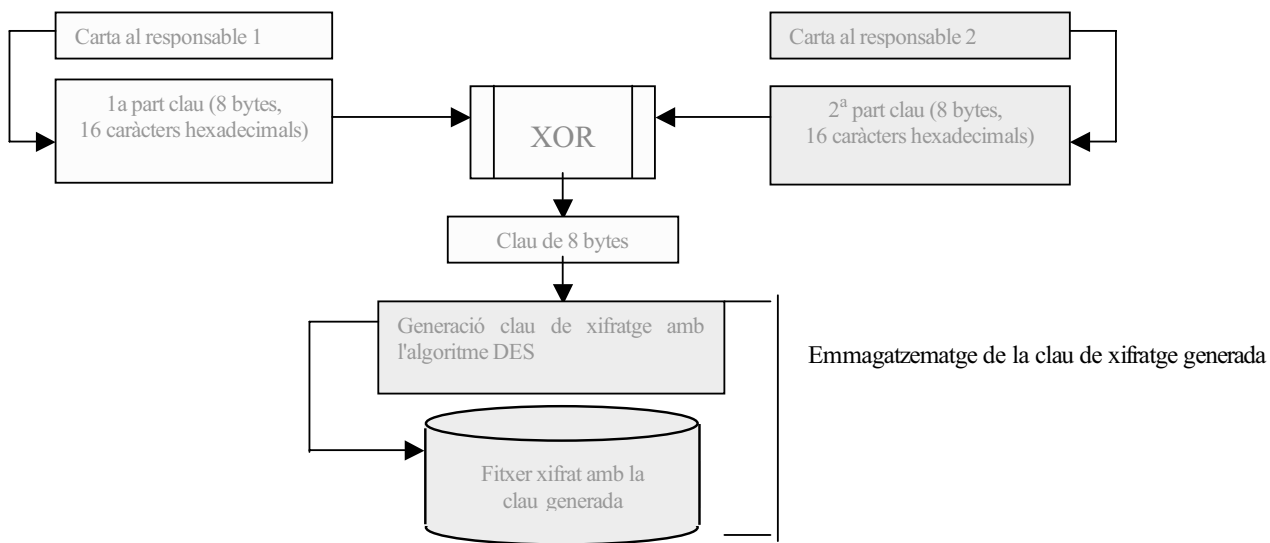 Carta al responsable 1
Carta al responsable 2
1a part clau (8 bytes,
16 caràcters hexadecimals)
XOR
2ª part clau (8 bytes,
16 caràcters hexadecimals)
Clau de 8 bytes
Generació clau de xifratge amb
l'algoritme DES
Emmagatzematge de la clau de xifratge generada
Fitxer xifrat amb la
clau generada